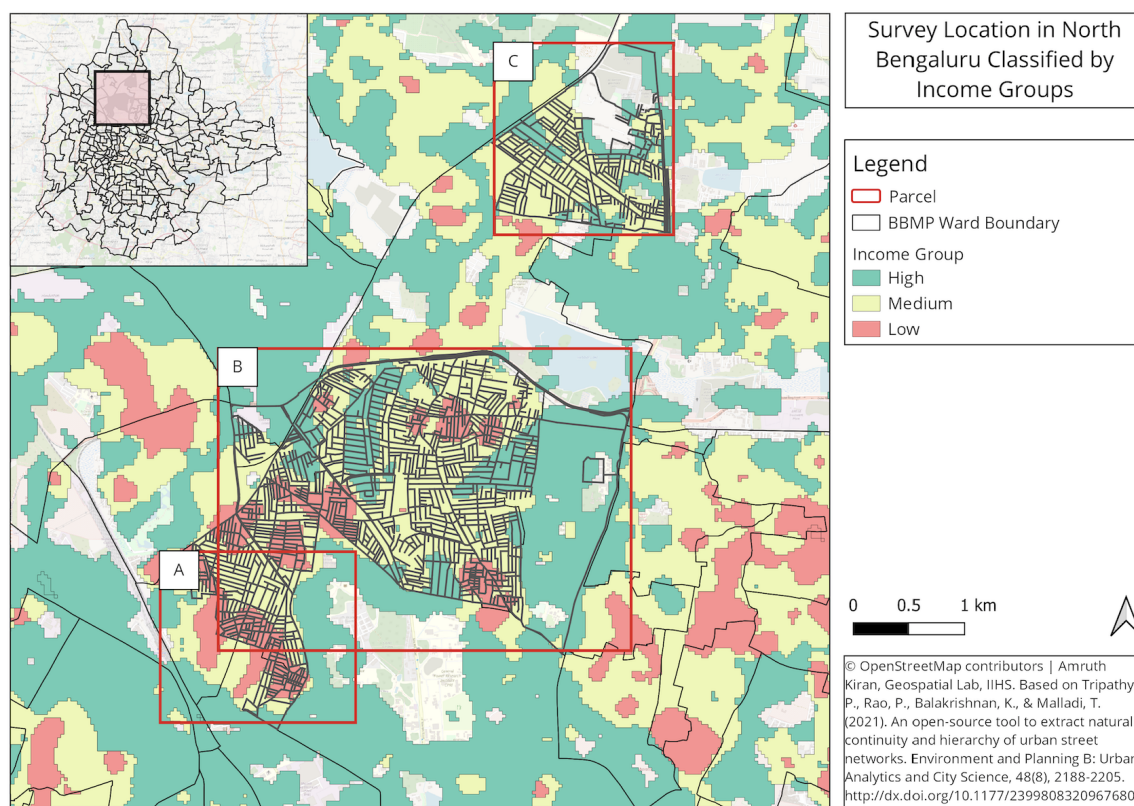 Survey Location in North
Bengaluru Classified by
Income Groups
C
Legend
Parcel
BBMP Ward Boundary
Income Group
High
Medium
Low
B
A
0 0.5 1 km
© OpenStreetMap contributors | Amruth
Kiran, Geospatial Lab, IIHS. Based on Tripathy,
P., Rao, P., Balakrishnan, K., & Malladi, T.
(2021). An open-source tool to extract natural
continuity and hierarchy of urban street
networks. Environment and Planning B: Urban
Analytics and City Science, 48(8), 2188-2205.
http://dx.doi.org/10.1177/2399808320967680